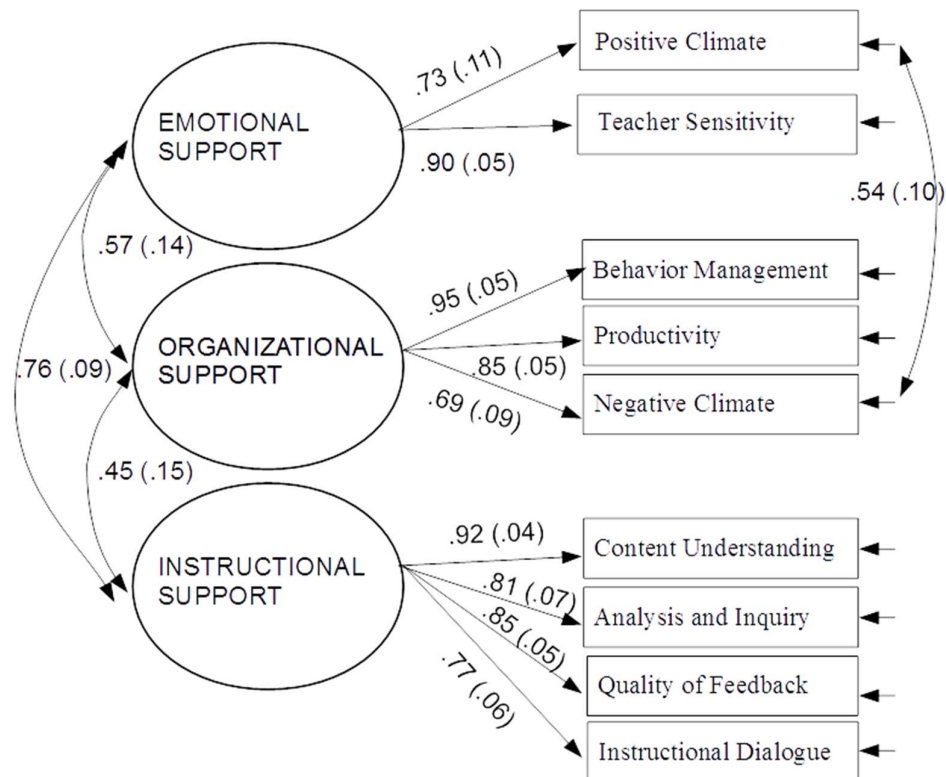 Positive Climate
.73 (.11)
EMOTIONAL
SUPPORT
Teacher Sensitivity
.90 (.05)
.54 (.10)
.57 (.14)
Behavior Management
.95 (.05)
ORGANIZATIONAL
SUPPORT
Productivity
.85 (.05)
.76 (.09)
Negative Climate
.69 (.09)
.45 (.15)
INSTRUCTIONAL
SUPPORT
.92 (.04)
Content Understanding
.81 (.07)
Analysis and Inquiry
.85 (.05)
Quality of Feedback
.77 (.06)
Instructional Dialogue